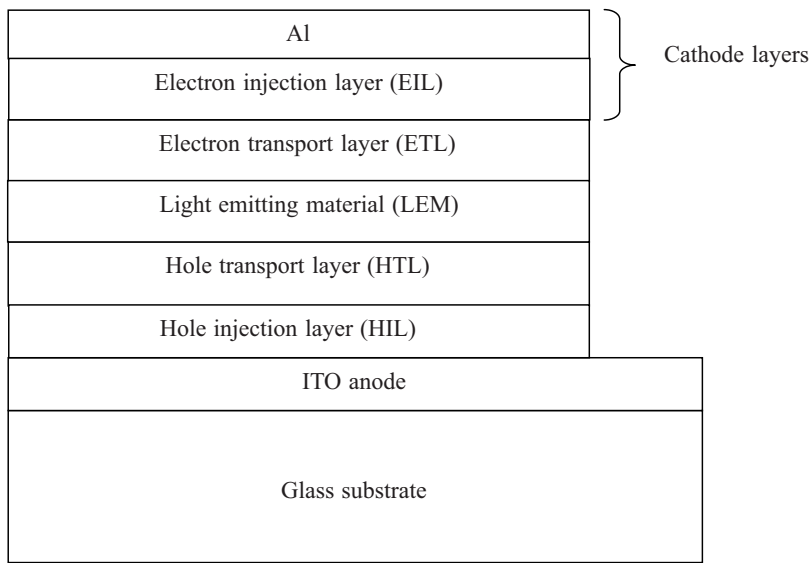 Al
Cathode layers
Electron injection layer (EIL)
Electron transport layer (ETL)
Light emitting material (LEM)
Hole transport layer (HTL)
Hole injection layer (HIL)
ITO anode
Glass substrate